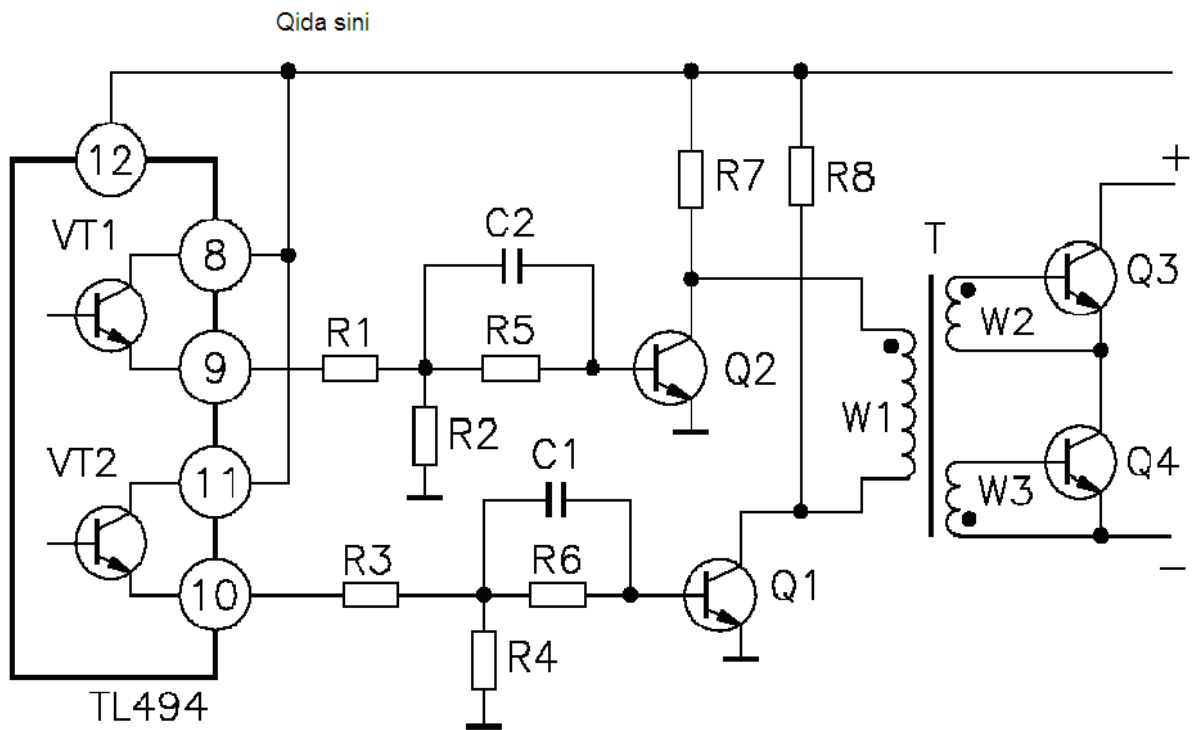 Qida sini
12
+
R7
R8
VT1
8
C2
T
Q3
W2
R1
R5
9
Q2
R2
W1
VT2
11
C1
W3
Q4
R3
R6
10
Q1
−
R4
TL494